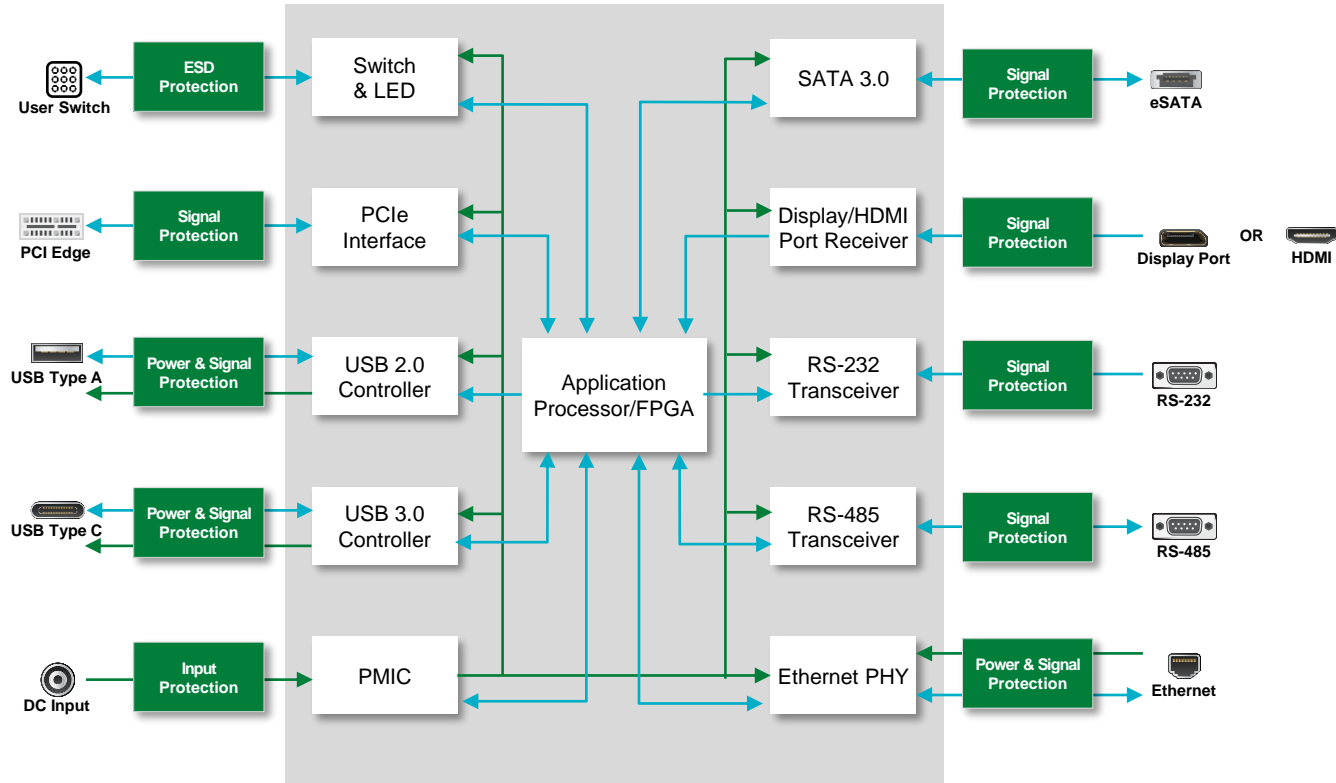 User Switch
ESD
Protection
Switch
& LED
SATA 3.0
Signal
Protection
eSATA
PCI Edge
Signal
Protection
PCIe
Interface
Display/HDMI
Port Receiver
Signal
Protection
Display Port
OR
HDMI
USB Type A
Power & Signal
Protection
USB 2.0
Controller
Application
Processor/FPGA
RS-232
Transceiver
Signal
Protection
RS-232
USB Type C
Power & Signal
Protection
USB 3.0
Controller
RS-485
Transceiver
Signal
Protection
RS-485
DC Input
Input
Protection
PMIC
Ethernet PHY
Power & Signal
Protection
Ethernet